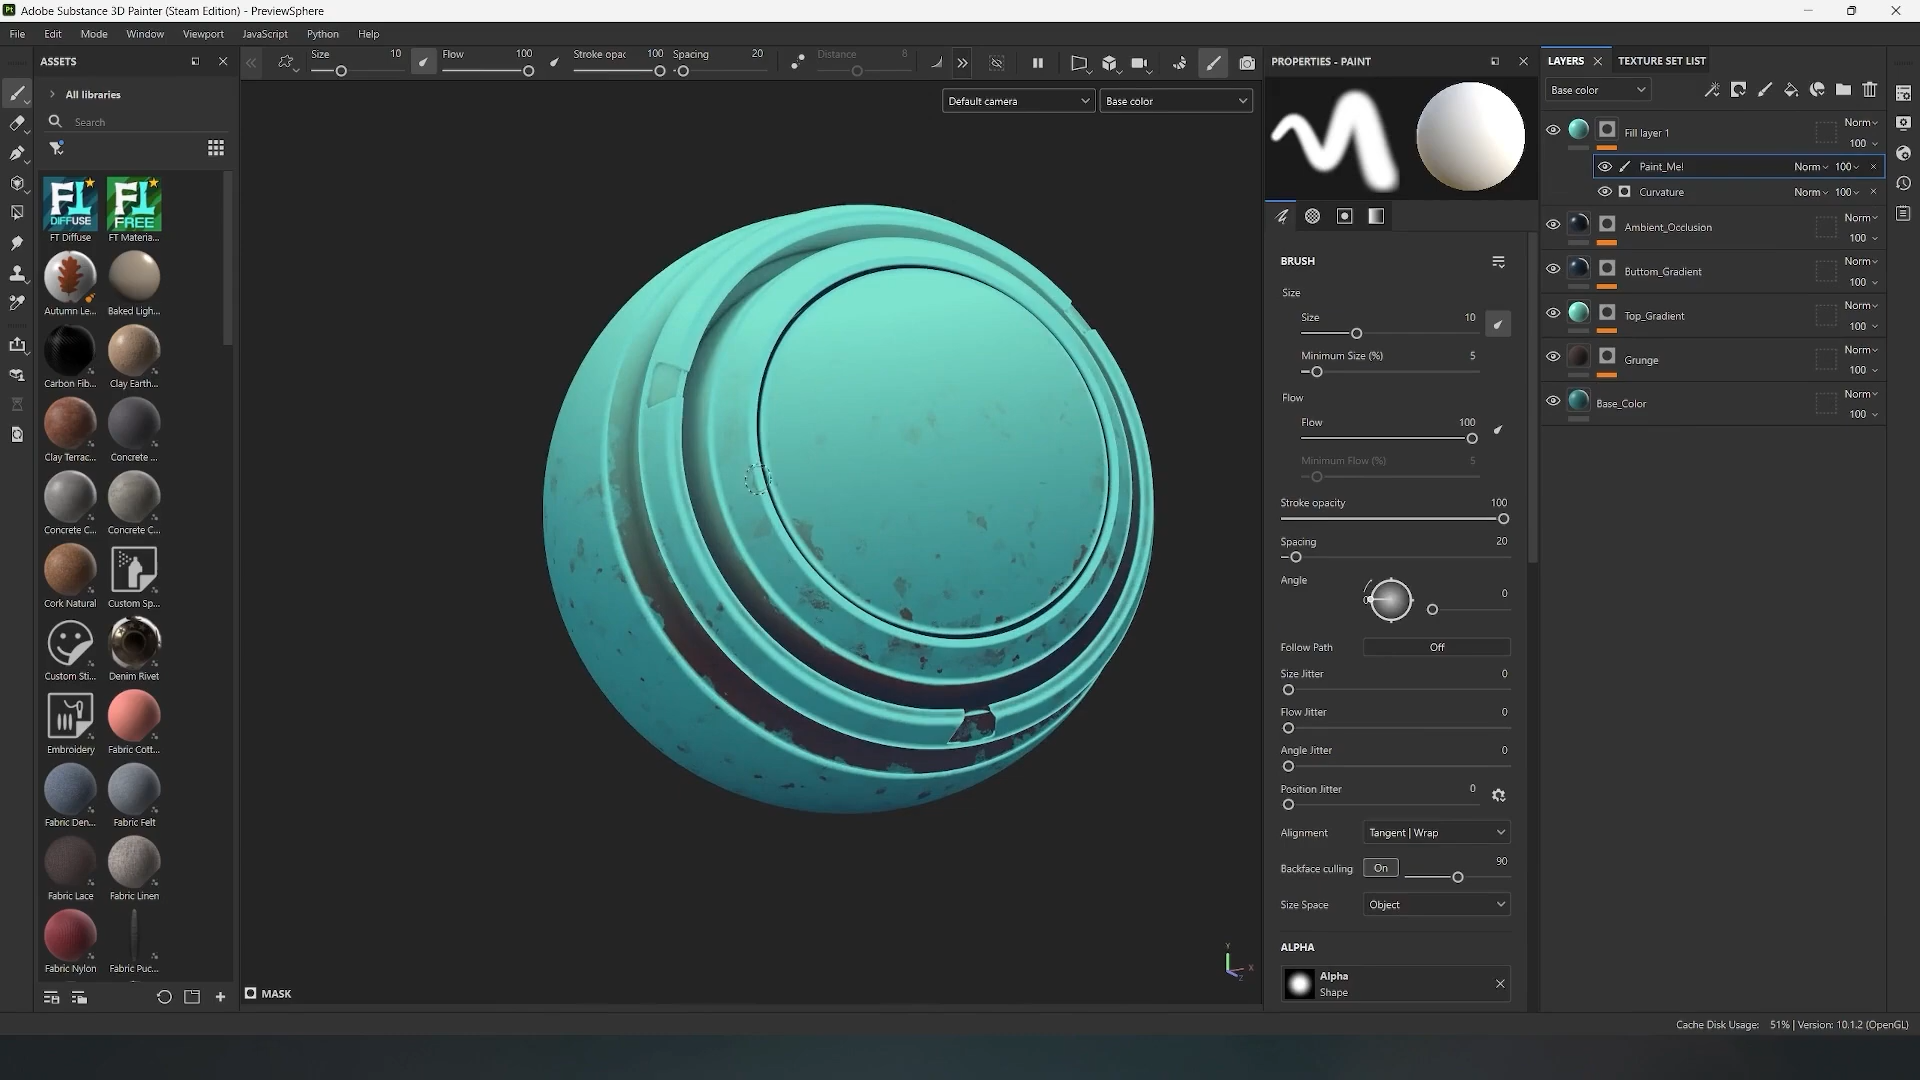 Adobe Substance 3D Painter (Steam Edition) - PreviewSphere
File Edit Mode Window Viewport JavaScript Python Help
ASSETS
All libraries
Search
FT Diffuse
FT Materia...
Autumn Le...
Baked Ligh...
Carbon Fib...
Clay Earth...
Clay Terrac...
Concrete ...
Concrete C...
Concrete C...
Cork Natural
Custom Sp...
Custom Sti...
Denim Rivet
Embroidery
Fabric Cott...
Fabric Den...
Fabric Felt
Fabric Lace
Fabric Linen
Fabric Nylon
Fabric Puc...
Size 10
Flow 100
Stroke opac 100
Spacing 20
Distance 8
Default camera
Base color
MASK
Y
X
Z
PROPERTIES - PAINT
BRUSH
Size
Size 10
Minimum Size (%) 5
Flow
Flow 100
Minimum Flow (%) 5
Stroke opacity 100
Spacing 20
Angle 0
Follow Path Off
Size Jitter 0
Flow Jitter 0
Angle Jitter 0
Position Jitter 0
Alignment Tangent | Wrap
Backface culling On 90
Size Space Object
ALPHA
Alpha
Shape
LAYERS
TEXTURE SET LIST
Base color
Fill layer 1 Norm 100
Paint_Me! Norm 100
Curvature Norm 100
Ambient_Occlusion Norm 100
Buttom_Gradient Norm 100
Top_Gradient Norm 100
Grunge Norm 100
Base_Color Norm 100
Cache Disk Usage: 51% | Version: 10.1.2 (OpenGL)